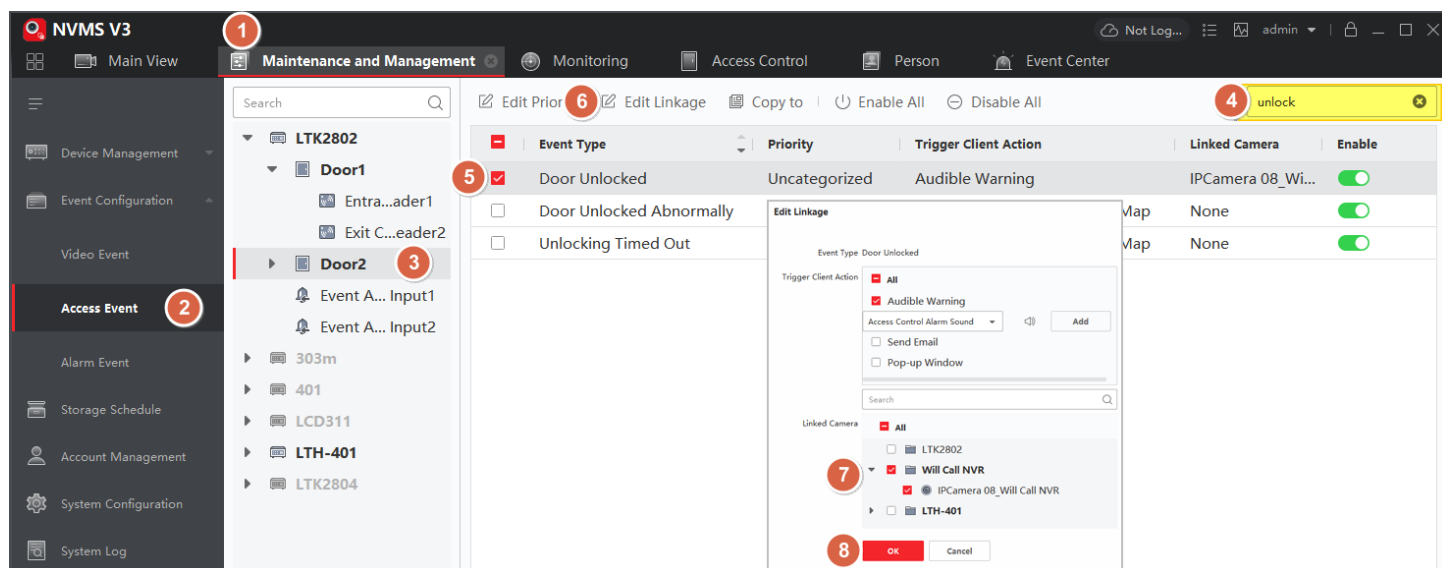 NVMS V3
1
Not Log...
admin
Main View
Maintenance and Management
Monitoring
Access Control
Person
Event Center
Search
Edit Prior
6
Edit Linkage
Copy to
Enable All
Disable All
4
unlock
Device Management
Event Configuration
Video Event
Access Event
2
Alarm Event
Storage Schedule
Account Management
System Configuration
System Log
LTK2802
Door1
Entra...ader1
Exit C...eader2
Door2
3
Event A... Input1
Event A... Input2
303m
401
LCD311
LTH-401
LTK2804
Event Type
Priority
Trigger Client Action
Linked Camera
Enable
5
Door Unlocked
Uncategorized
Audible Warning
IPCamera 08_Wi...
Door Unlocked Abnormally
Map
None
Unlocking Timed Out
Map
None
Edit Linkage
Event Type Door Unlocked
Trigger Client Action
All
Audible Warning
Access Control Alarm Sound
Add
Send Email
Pop-up Window
Search
Linked Camera
All
LTK2802
7
Will Call NVR
IPCamera 08_Will Call NVR
LTH-401
8
OK
Cancel